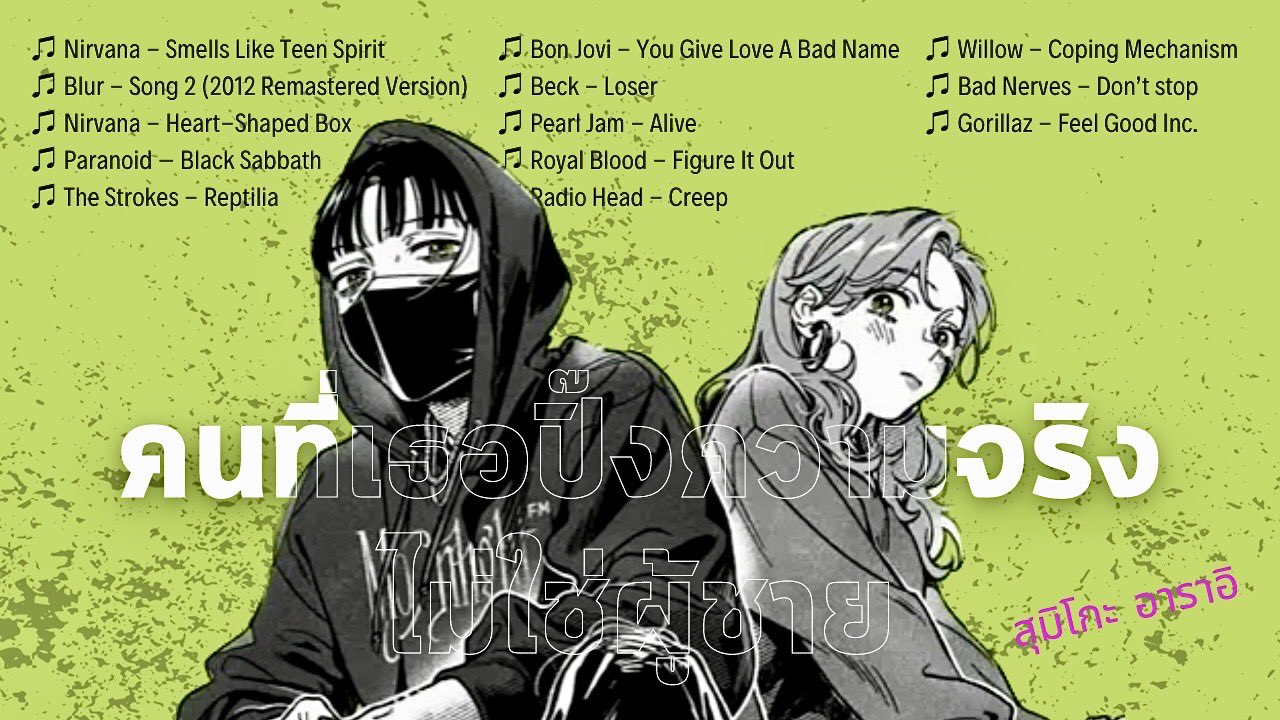 ♫ Nirvana – Smells Like Teen Spirit
♫ Blur – Song 2 (2012 Remastered Version)
♫ Nirvana – Heart-Shaped Box
♫ Paranoid – Black Sabbath
♫ The Strokes – Reptilia
♫ Bon Jovi – You Give Love A Bad Name
♫ Beck – Loser
♫ Pearl Jam – Alive
♫ Royal Blood – Figure It Out
Radio Head – Creep
♫ Willow – Coping Mechanism
♫ Bad Nerves – Don't stop
♫ Gorillaz – Feel Good Inc.
คนที่เธอปิ๊งความจริง
ไม่ใช่ผู้ชาย
FM
สุมิโกะ อาราอิ